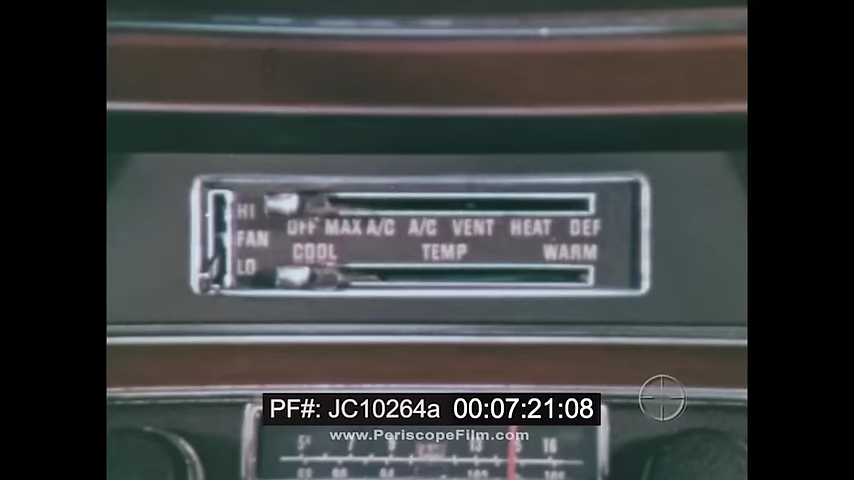 HI
OFF MAX A/C A/C VENT HEAT DEF
FAN
COOL TEMP WARM
LO
PF#: JC10264a 00:07:21:08
www.PeriscopeFilm.com